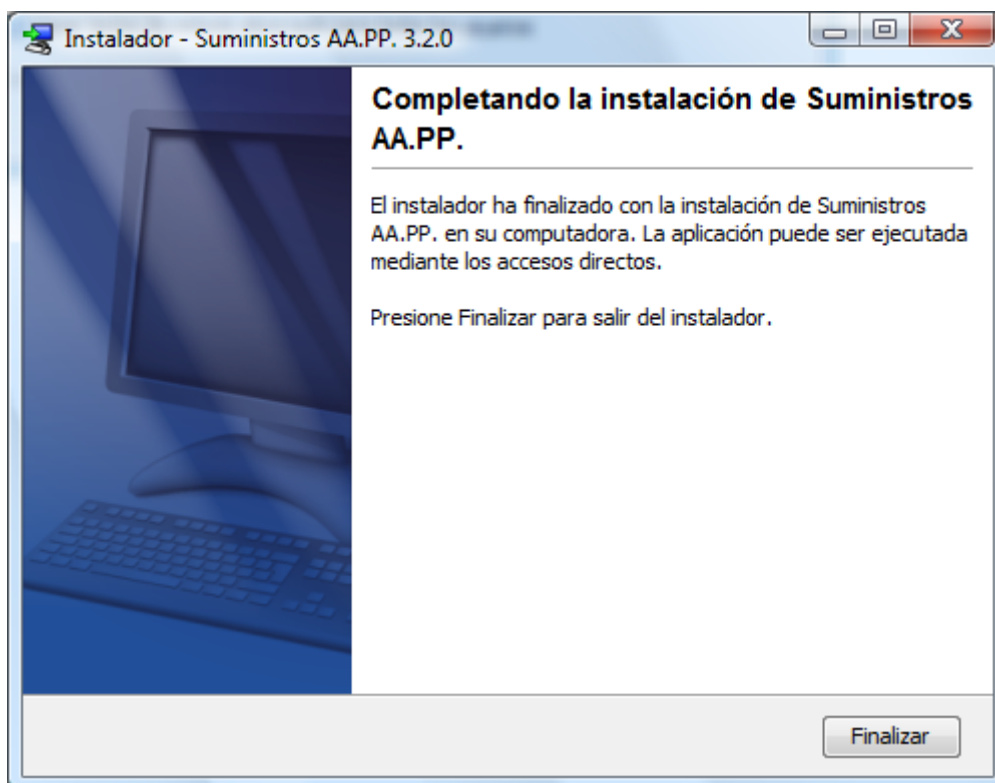 Instalador - Suministros AA.PP. 3.2.0
Completando la instalación de Suministros
AA.PP.
El instalador ha finalizado con la instalación de Suministros
AA.PP. en su computadora. La aplicación puede ser ejecutada
mediante los accesos directos.
Presione Finalizar para salir del instalador.
Finalizar